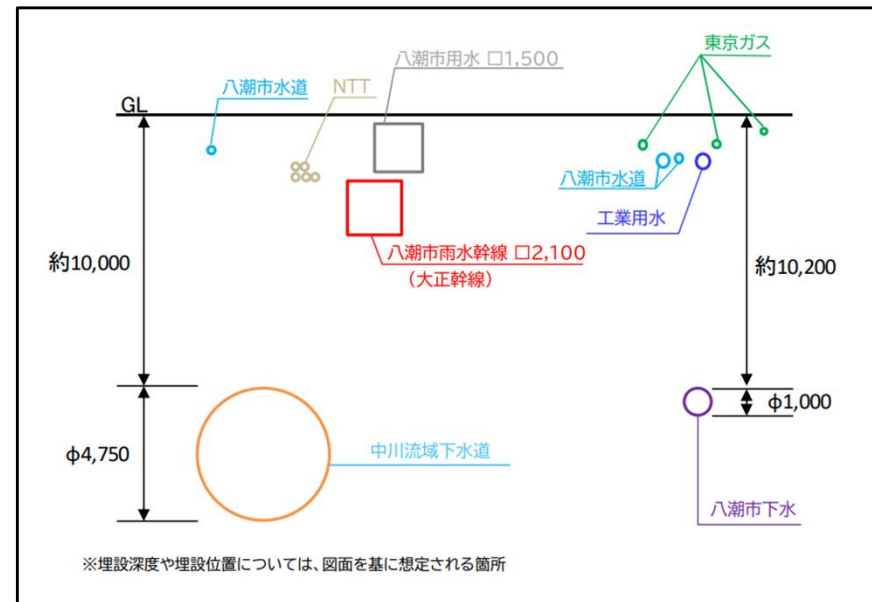 東京ガス
八潮市用水 □1,500
八潮市水道
NTT
GL
八潮市水道
工業用水
八潮市雨水幹線 □2,100
（大正幹線）
約10,000
約10,200
φ1,000
φ4,750
中川流域下水道
八潮市下水
※埋設深度や埋設位置については、図面を基に想定される箇所